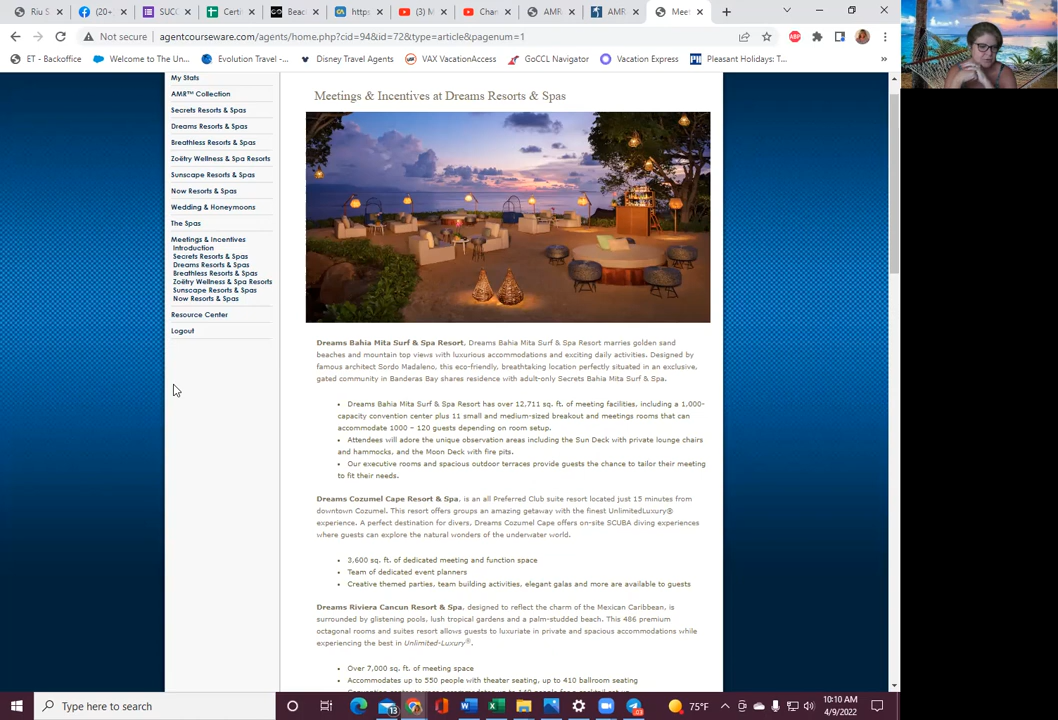 Riu S
(20+
SUCC
Certi
Beac
https
(3) M
Chan
AMR
AMR
Meet
Not secure
agentcourseware.com/agents/home.php?cid=94&id=72&type=article&pagenum=1
ABP
ET - Backoffice
Welcome to The Un...
Evolution Travel -...
Disney Travel Agents
VAX VacationAccess
GoCCL Navigator
Vacation Express
Pleasant Holidays: T...
My Stats
AMR™ Collection
Secrets Resorts & Spas
Dreams Resorts & Spas
Breathless Resorts & Spas
Zoëtry Wellness & Spa Resorts
Sunscape Resorts & Spas
Now Resorts & Spas
Wedding & Honeymoons
The Spas
Meetings & Incentives
Introduction
Secrets Resorts & Spas
Dreams Resorts & Spas
Breathless Resorts & Spas
Zoëtry Wellness & Spa Resorts
Sunscape Resorts & Spas
Now Resorts & Spas
Resource Center
Logout
Meetings & Incentives at Dreams Resorts & Spas
Dreams Bahia Mita Surf & Spa Resort, Dreams Bahia Mita Surf & Spa Resort marries golden sand
beaches and mountain top views with luxurious accommodations and exciting daily activities. Designed by
famous architect Sordo Madaleno, this eco-friendly, breathtaking location perfectly situated in an exclusive,
gated community in Banderas Bay shares residence with adult-only Secrets Bahia Mita Surf & Spa.
• Dreams Bahia Mita Surf & Spa Resort has over 12,711 sq. ft. of meeting facilities, including a 1,000-
capacity convention center plus 11 small and medium-sized breakout and meetings rooms that can
accommodate 1000 – 120 guests depending on room setup.
• Attendees will adore the unique observation areas including the Sun Deck with private lounge chairs
and hammocks, and the Moon Deck with fire pits.
• Our executive rooms and spacious outdoor terraces provide guests the chance to tailor their meeting
to fit their needs.
Dreams Cozumel Cape Resort & Spa, is an all Preferred Club suite resort located just 15 minutes from
downtown Cozumel. This resort offers groups an amazing getaway with the finest UnlimitedLuxury®
experience. A perfect destination for divers, Dreams Cozumel Cape offers on-site SCUBA diving experiences
where guests can explore the natural wonders of the underwater world.
• 3,600 sq. ft. of dedicated meeting and function space
• Team of dedicated event planners
• Creative themed parties, team building activities, elegant galas and more are available to guests
Dreams Riviera Cancun Resort & Spa, designed to reflect the charm of the Mexican Caribbean, is
surrounded by glistening pools, lush tropical gardens and a palm-studded beach. This 486 premium
octagonal rooms and suites resort allows guests to luxuriate in private and spacious accommodations while
experiencing the best in Unlimited-Luxury®.
• Over 7,000 sq. ft. of meeting space
• Accommodates up to 550 people with theater seating, up to 410 ballroom seating
Type here to search
13
75°F
10:10 AM
4/9/2022